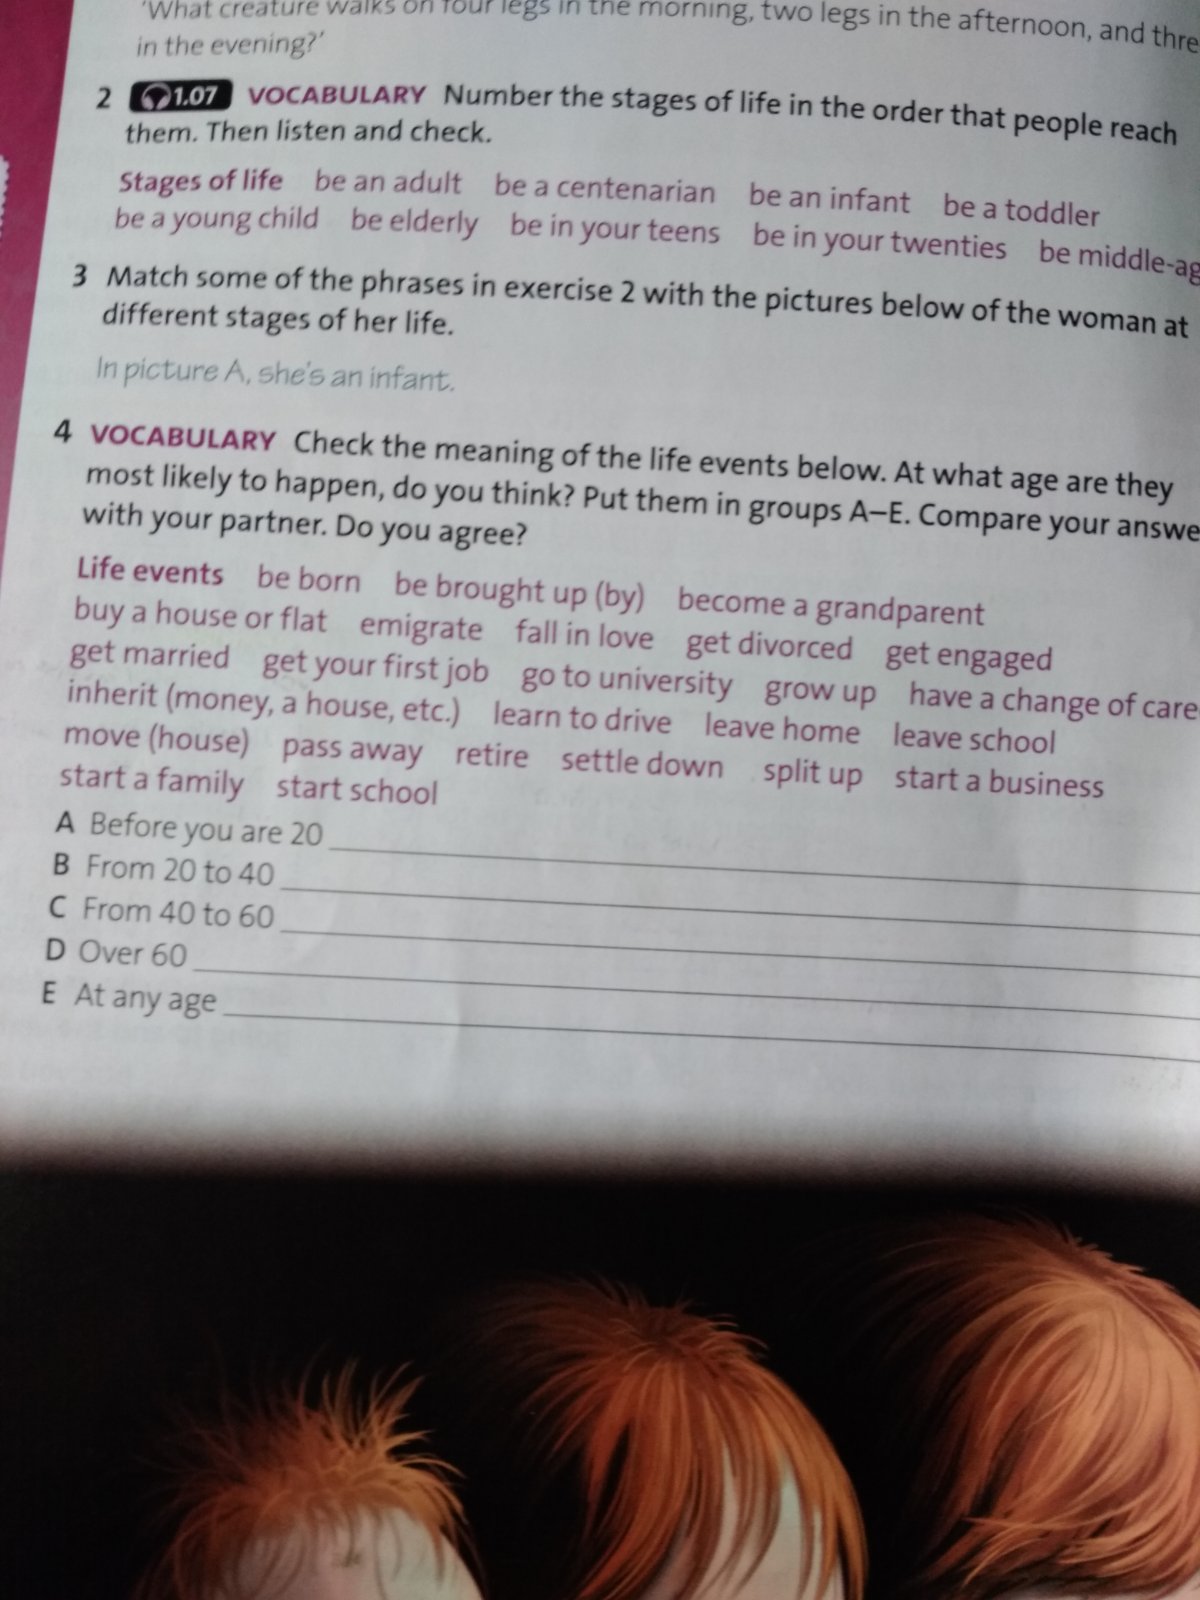 'What creature walks on four legs in the morning, two legs in the afternoon, and
in the evening?'
2 1.07 VOCABULARY Number the stages of life in the order that people reach
them. Then listen and check.
Stages of life be an adult be a centenarian be an infant be a toddler
be a young child be elderly be in your teens be in your twenties be
3 Match some of the phrases in exercise 2 with the pictures below of the woman at
different stages of her life.
In picture A, she's an infant.
4 VOCABULARY Check the meaning of the life events below. At what age are they
most likely to happen, do you think? Put them in groups A–E. Compare your
with your partner. Do you agree?
Life events be born be brought up (by) become a grandparent
buy a house or flat emigrate fall in love get divorced get engaged
get married get your first job go to university grow up have a change of
inherit (money, a house, etc.) learn to drive leave home leave school
move (house) pass away retire settle down split up start a business
start a family start school
A Before you are 20
B From 20 to 40
C From 40 to 60
D Over 60
E At any age